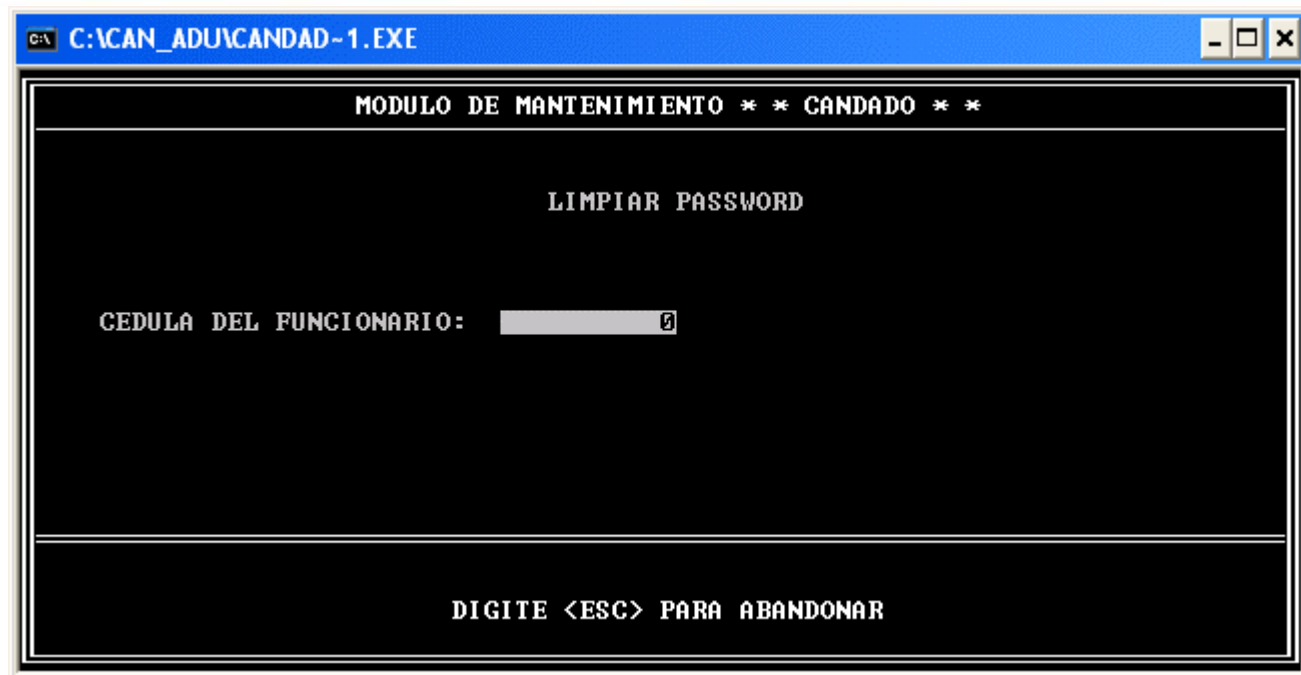 C:\CAN_ADU\CANDAD~1.EXE
MODULO DE MANTENIMIENTO * * CANDADO * *
LIMPIAR PASSWORD
CEDULA DEL FUNCIONARIO: 0
DIGITE <ESC> PARA ABANDONAR